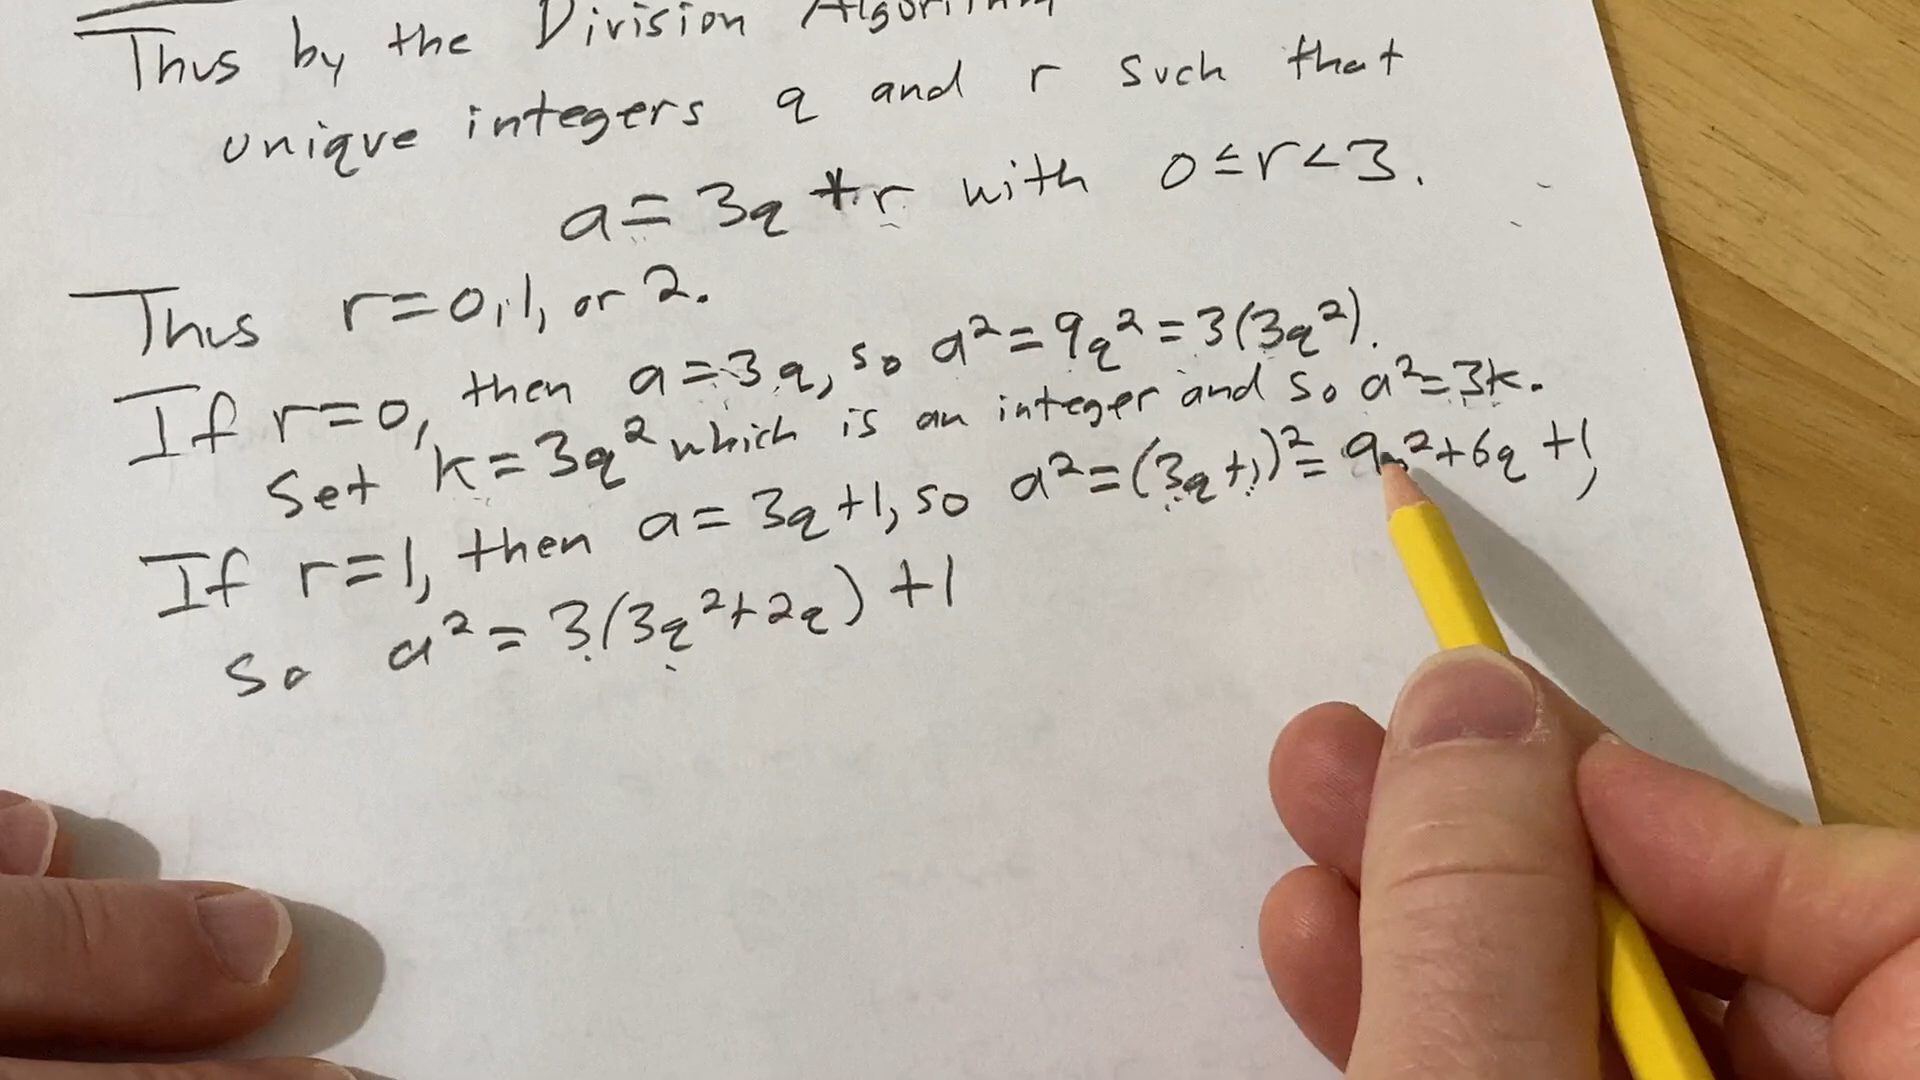 Thus by the Division Algorithm
unique integers q and r such that
a = 3q + r with 0 ≤ r < 3.
Thus r = 0, 1, or 2.
If r = 0, then a = 3q, so a² = 9q² = 3(3q²).
Set k = 3q² which is an integer and so a² = 3k.
If r = 1, then a = 3q + 1, so a² = (3q + 1)² = 9q² + 6q + 1,
so a² = 3(3q² + 2q) + 1